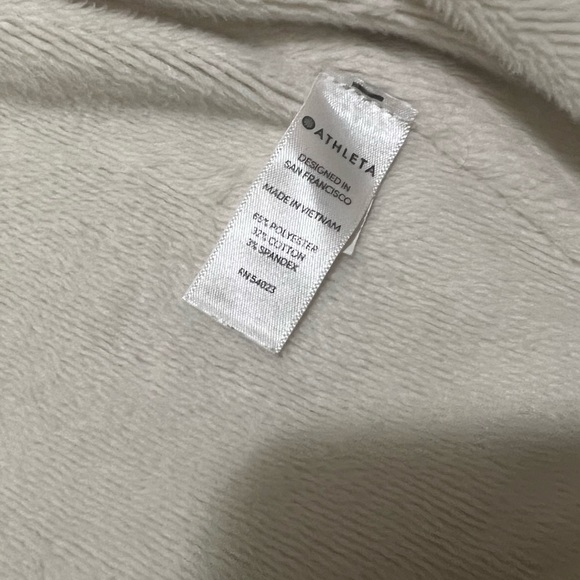 ATHLETA
DESIGNED IN
SAN FRANCISCO
MADE IN VIETNAM
65% POLYESTER
32% COTTON
3% SPANDEX
RN 54023